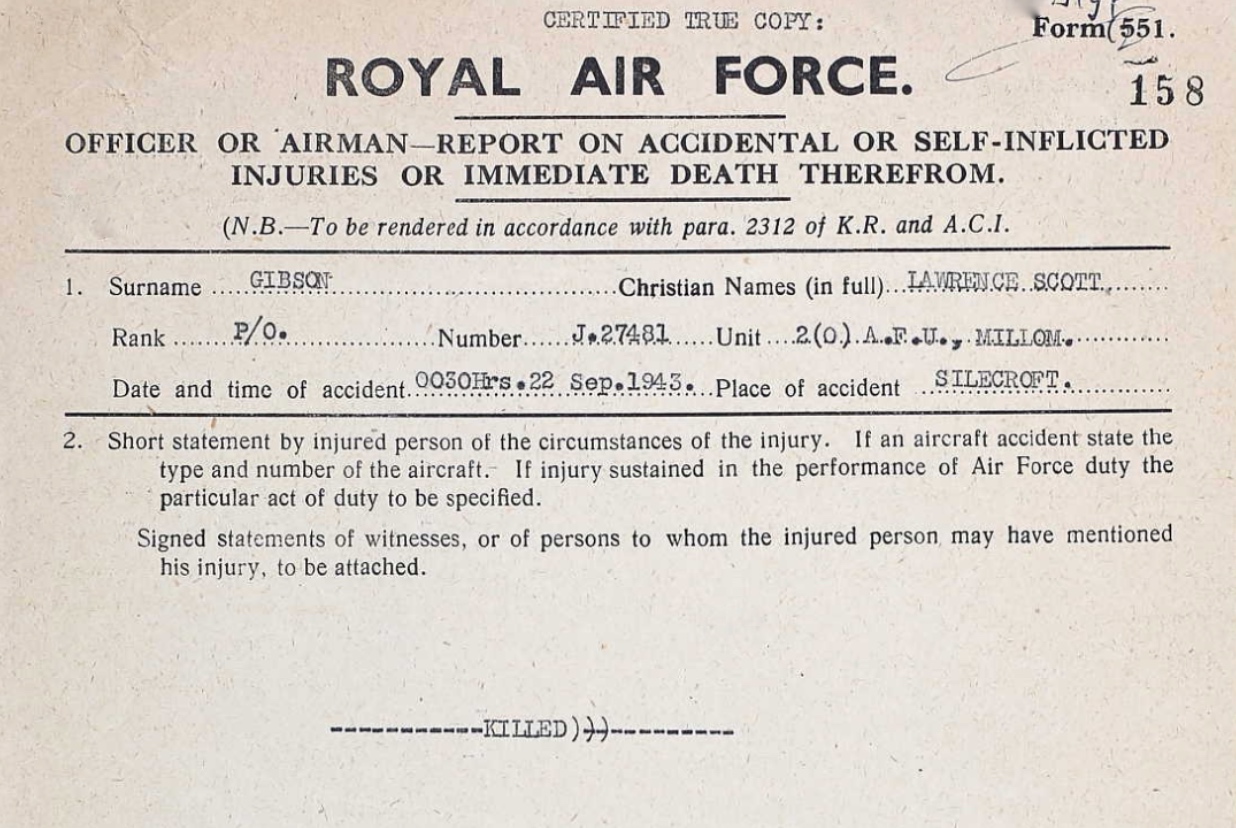 CERTIFIED TRUE COPY:
Form 551.
ROYAL AIR FORCE.
158
OFFICER OR AIRMAN—REPORT ON ACCIDENTAL OR SELF-INFLICTED
INJURIES OR IMMEDIATE DEATH THEREFROM.
(N.B.—To be rendered in accordance with para. 2312 of K.R. and A.C.I.
1. Surname ....GIBSON....Christian Names (in full)...LAWRENCE SCOTT.......
Rank ......P/O.......Number......J.27481.....Unit ....2(O).A.F.U., MILLOM............
Date and time of accident.0030Hrs.22 Sep.1943...Place of accident ..SILECROFT...........
2. Short statement by injured person of the circumstances of the injury. If an aircraft accident state the
type and number of the aircraft. If injury sustained in the performance of Air Force duty the
particular act of duty to be specified.
Signed statements of witnesses, or of persons to whom the injured person may have mentioned
his injury, to be attached.
-----------KILLED)))---------